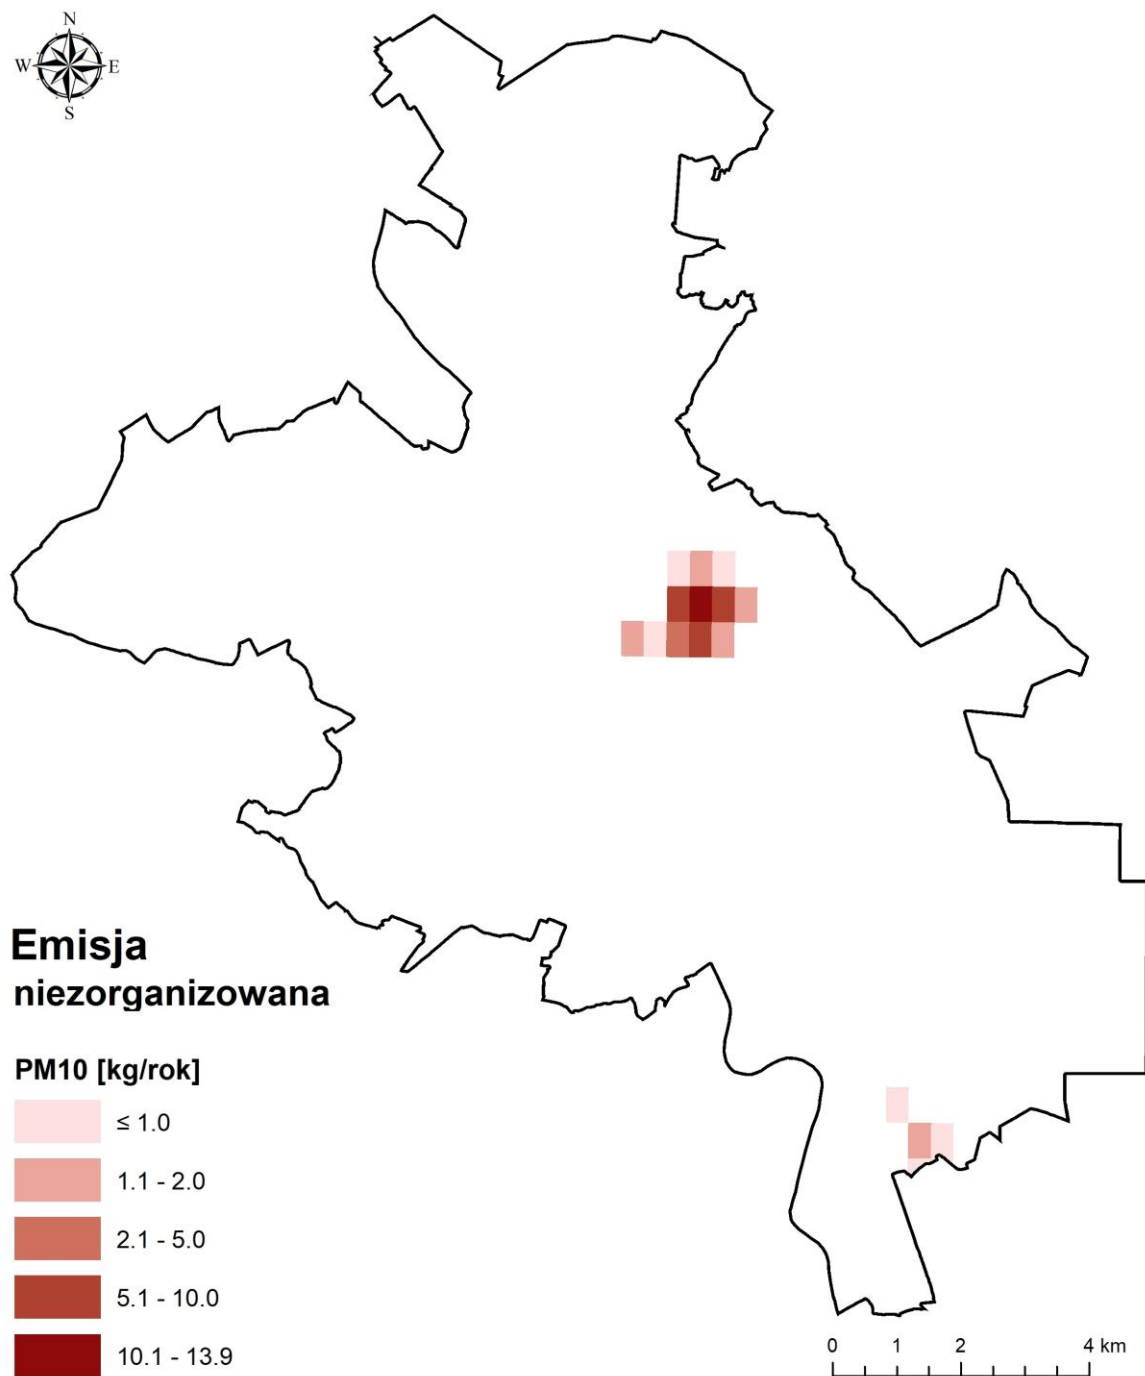 N
W E
S
Emisja
niezorganizowana
PM10 [kg/rok]
≤ 1.0
1.1 - 2.0
2.1 - 5.0
5.1 - 10.0
10.1 - 13.9
0 1 2 4 km